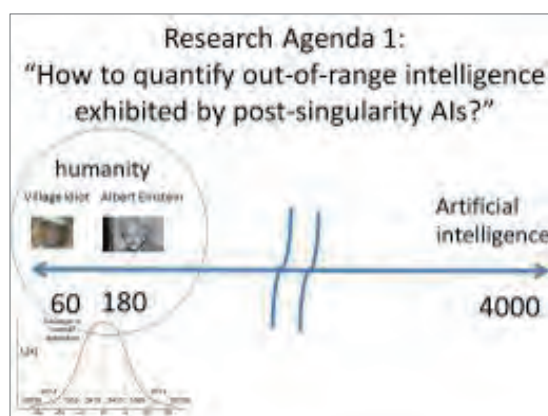 Research Agenda 1:
“How to quantify out-of-range intelligence
exhibited by post-singularity AIs?”
humanity
Village Idiot Albert Einstein
Artificial
intelligence
60 180
4000